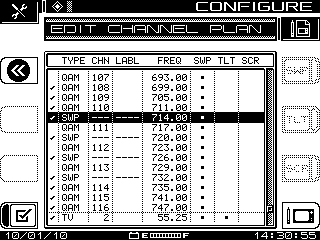 CONFIGURE
EDIT CHANNEL PLAN
TYPE CHN LABL FREQ SWP TLT SCR
QAM 107 693.00 ▪
✔ QAM 108 699.00 ▪
✔ QAM 109 705.00 ▪
✔ QAM 110 711.00 ▪
✔ SWP --- ---- 714.00 ▪
✔ QAM 111 717.00 ▪
✔ SWP --- ---- 720.00 ▪
✔ QAM 112 723.00 ▪
✔ SWP --- ---- 726.00 ▪
✔ QAM 113 729.00 ▪
✔ SWP --- ---- 732.00 ▪
✔ QAM 114 735.00 ▪
✔ QAM 115 741.00 ▪
✔ QAM 116 747.00 ▪
✔ TV 2 55.25 ▪ ▪
SWP
TLT
SCR
10/01/10 E F 14:30:55